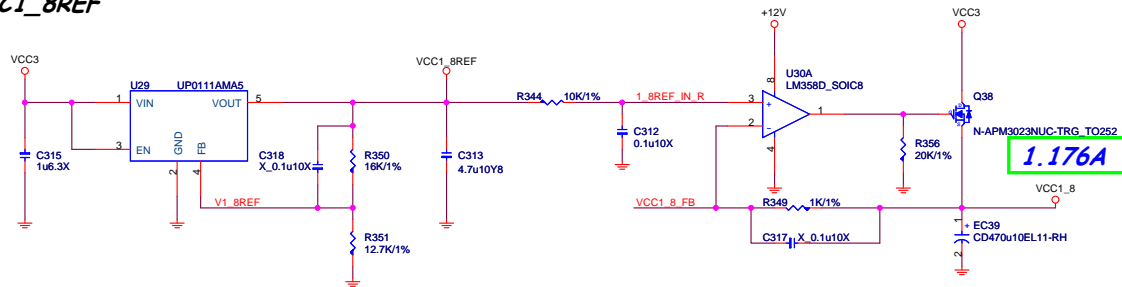 VCC1_8REF
+12V
VCC3
VCC3
VCC1_8REF
U29 UP0111AMA5
U30A
LM358D_SOIC8
1 VIN VOUT 5
3 EN GND FB
2 4
R344 10K/1%
1_8REF_IN_R
3 + 8 1
2 - 4
Q38
N-APM3023NUC-TRG_TO252
C315
1u6.3X
C318
X_0.1u10X
R350
16K/1%
C313
4.7u10Y8
C312
0.1u10X
R356
20K/1%
1.176A
V1_8REF
VCC1_8_FB
R349 1K/1%
VCC1_8
R351
12.7K/1%
C317 X_0.1u10X
1 + EC39
CD470u10EL11-RH
2